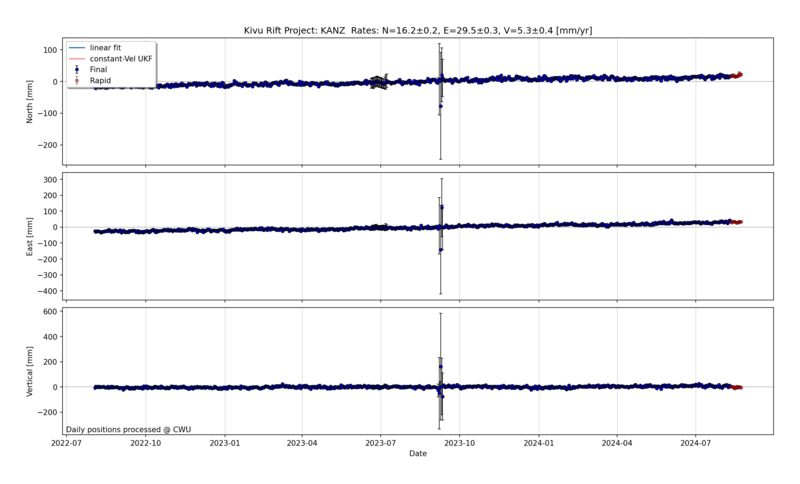 Kivu Rift Project: KANZ  Rates: N=16.2±0.2, E=29.5±0.3, V=5.3±0.4 [mm/yr]
linear fit
constant-Vel UKF
Final
Rapid
North [mm]
100
0
−100
−200
East [mm]
300
200
100
0
−100
−200
−300
−400
Vertical [mm]
600
400
200
0
−200
Daily positions processed @ CWU
2022-07 2022-10 2023-01 2023-04 2023-07 2023-10 2024-01 2024-04 2024-07
Date